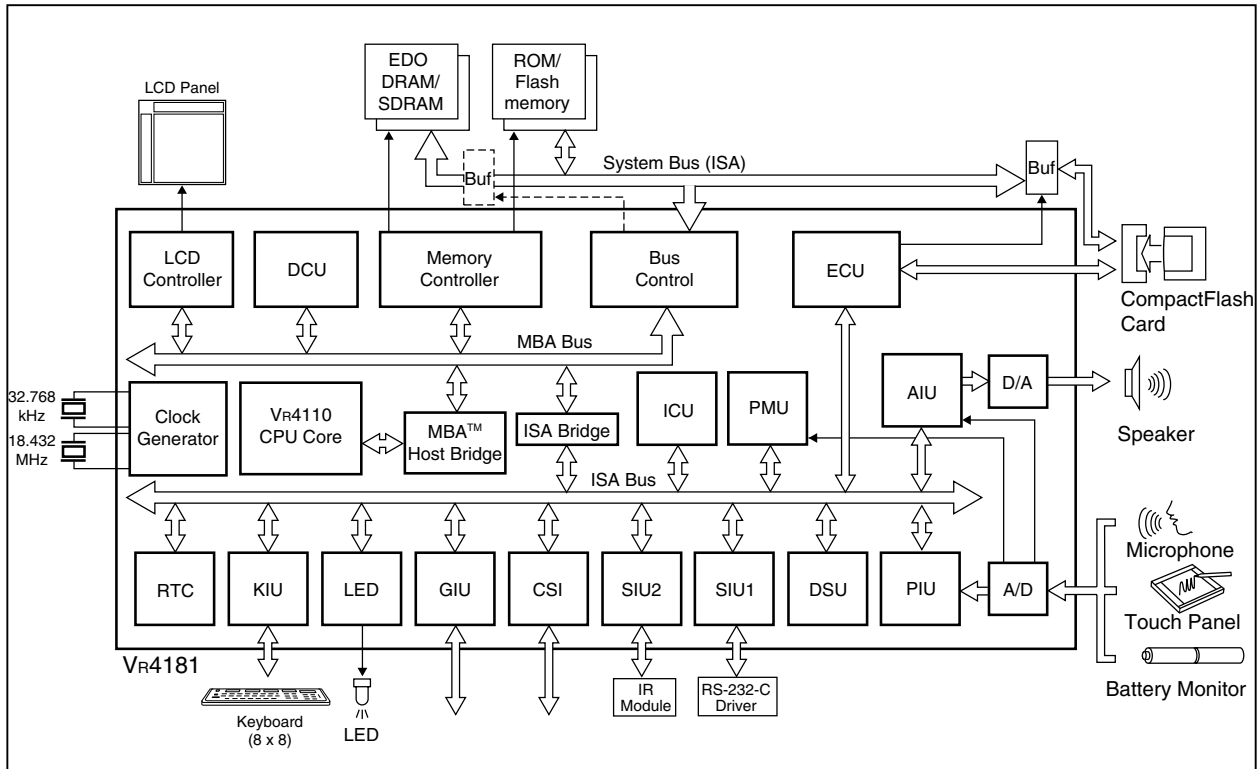 EDO
DRAM/
SDRAM
ROM/
Flash
memory
LCD Panel
System Bus (ISA)
Buf
Buf
LCD
Controller
DCU
Memory
Controller
Bus
Control
ECU
CompactFlash
Card
MBA Bus
32.768
kHz
18.432
MHz
Clock
Generator
VR4110
CPU Core
MBA™
Host Bridge
ISA Bridge
ICU
PMU
AIU
D/A
Speaker
ISA Bus
RTC
KIU
LED
GIU
CSI
SIU2
SIU1
DSU
PIU
A/D
Microphone
Touch Panel
Battery Monitor
VR4181
Keyboard
(8 x 8)
LED
IR
Module
RS-232-C
Driver